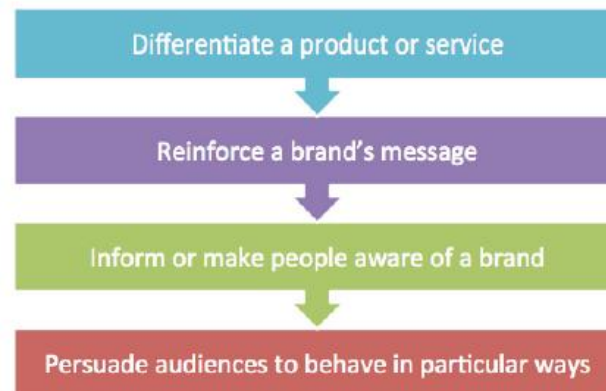 Differentiate a product or service
Reinforce a brand's message
Inform or make people aware of a brand
Persuade audiences to behave in particular ways